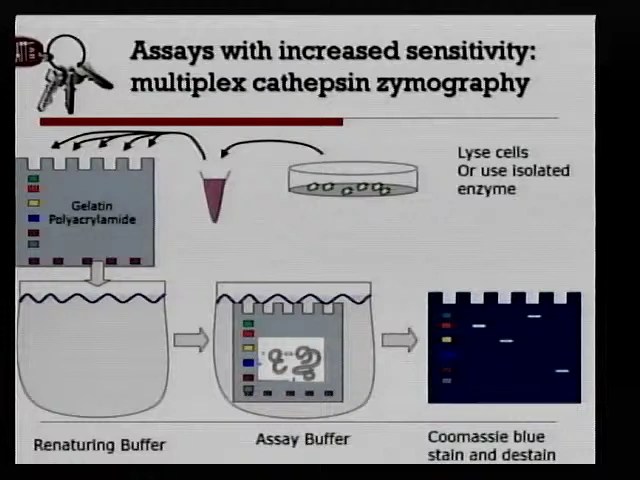 Assays with increased sensitivity:
multiplex cathepsin zymography
Lyse cells
Or use isolated
enzyme
Gelatin
Polyacrylamide
Renaturing Buffer
Assay Buffer
Coomassie blue
stain and destain